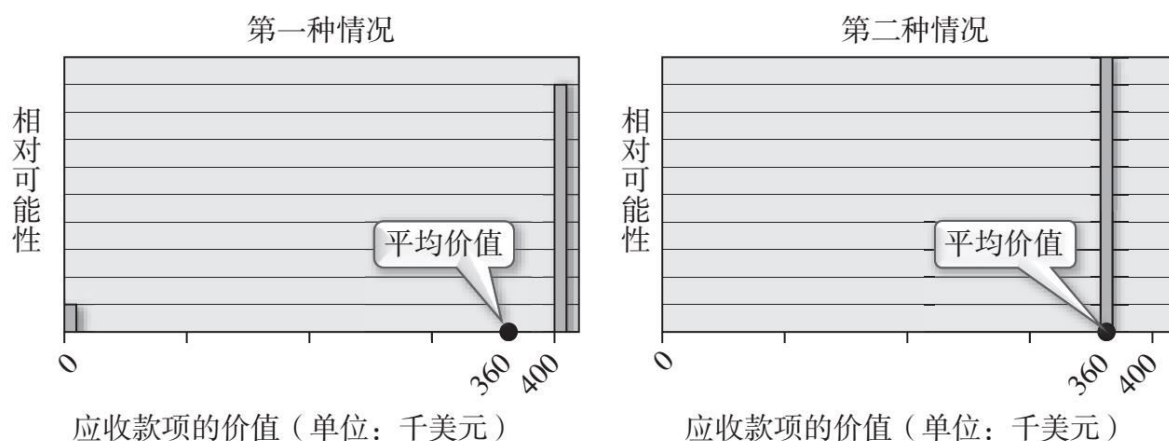 第一种情况
相对可能性
平均价值
0
360
400
应收款项的价值（单位：千美元）
第二种情况
相对可能性
平均价值
0
360
400
应收款项的价值（单位：千美元）